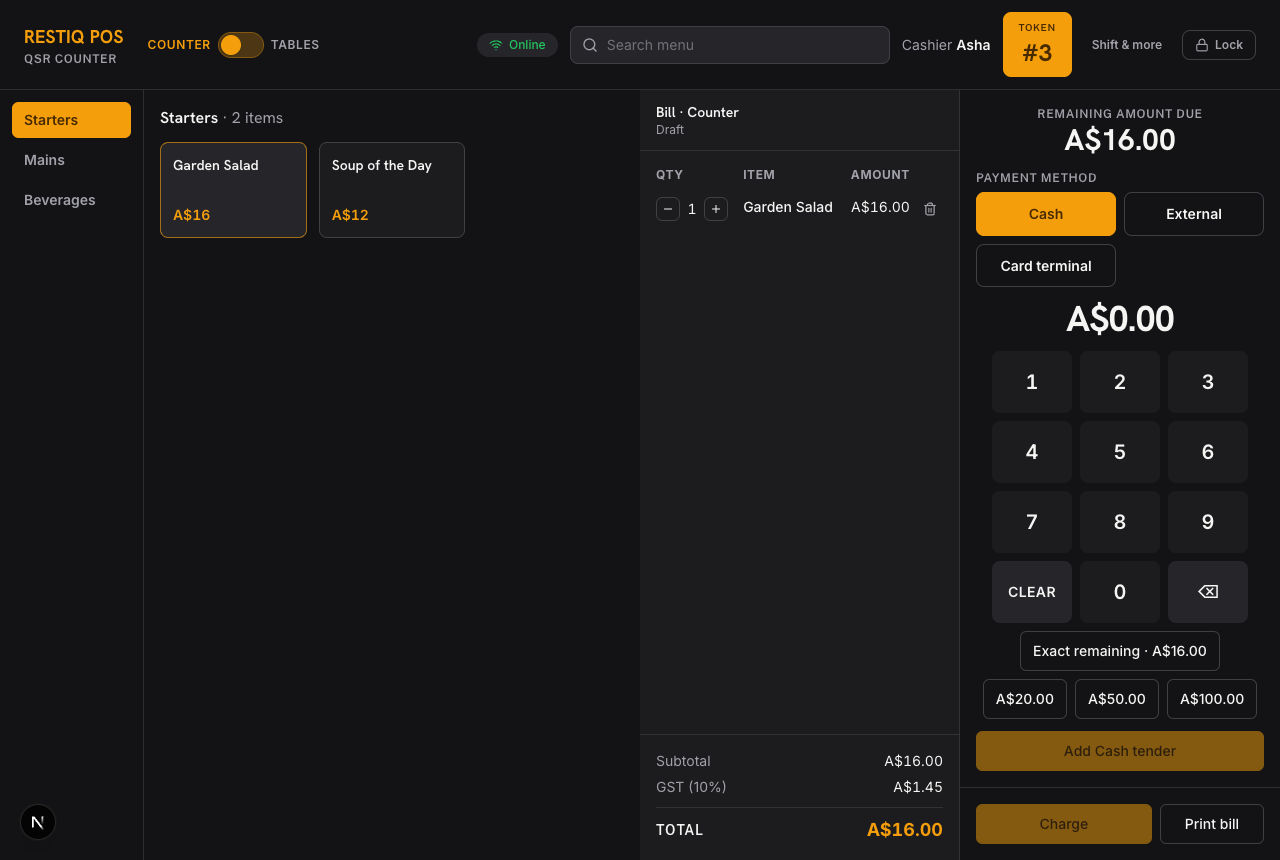 RESTIQ POS
QSR COUNTER
COUNTER
TABLES
Online
Search menu
Cashier Asha
TOKEN
#3
Shift & more
Lock
Starters
Mains
Beverages
Starters · 2 items
Garden Salad
A$16
Soup of the Day
A$12
Bill · Counter
Draft
QTY ITEM AMOUNT
1 Garden Salad A$16.00
Subtotal A$16.00
GST (10%) A$1.45
TOTAL A$16.00
REMAINING AMOUNT DUE
A$16.00
PAYMENT METHOD
Cash
External
Card terminal
A$0.00
1 2 3
4 5 6
7 8 9
CLEAR 0
Exact remaining · A$16.00
A$20.00 A$50.00 A$100.00
Add Cash tender
Charge
Print bill
N